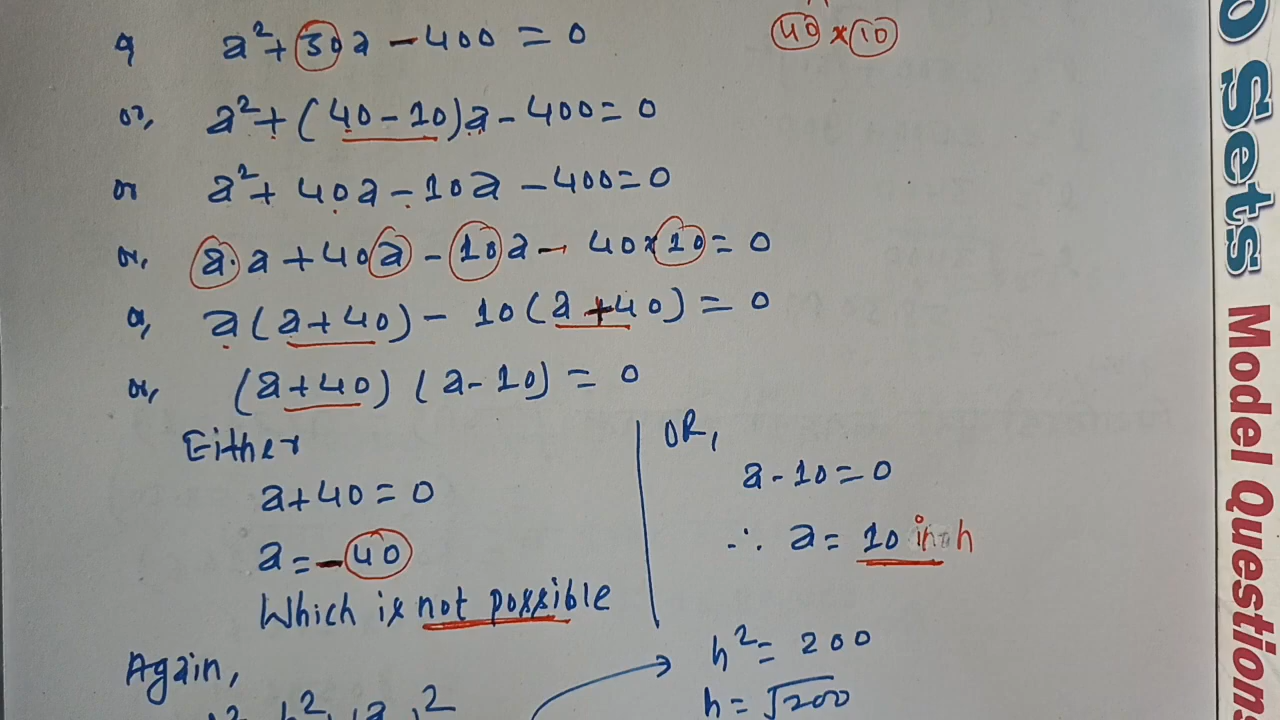 or a² + 30a - 400 = 0
40 × 10
or, a² + (40 - 10)a - 400 = 0
or a² + 40a - 10a - 400 = 0
or, a·a + 40a - 10a - 40×10 = 0
or, a(a+40) - 10(a+40) = 0
or, (a+40) (a-10) = 0
Either
a+40 = 0
a = -40
Which is not possible
OR,
a - 10 = 0
∴ a = 10 inch
Again,
h² = 200
h = √200
Sets Model Questions